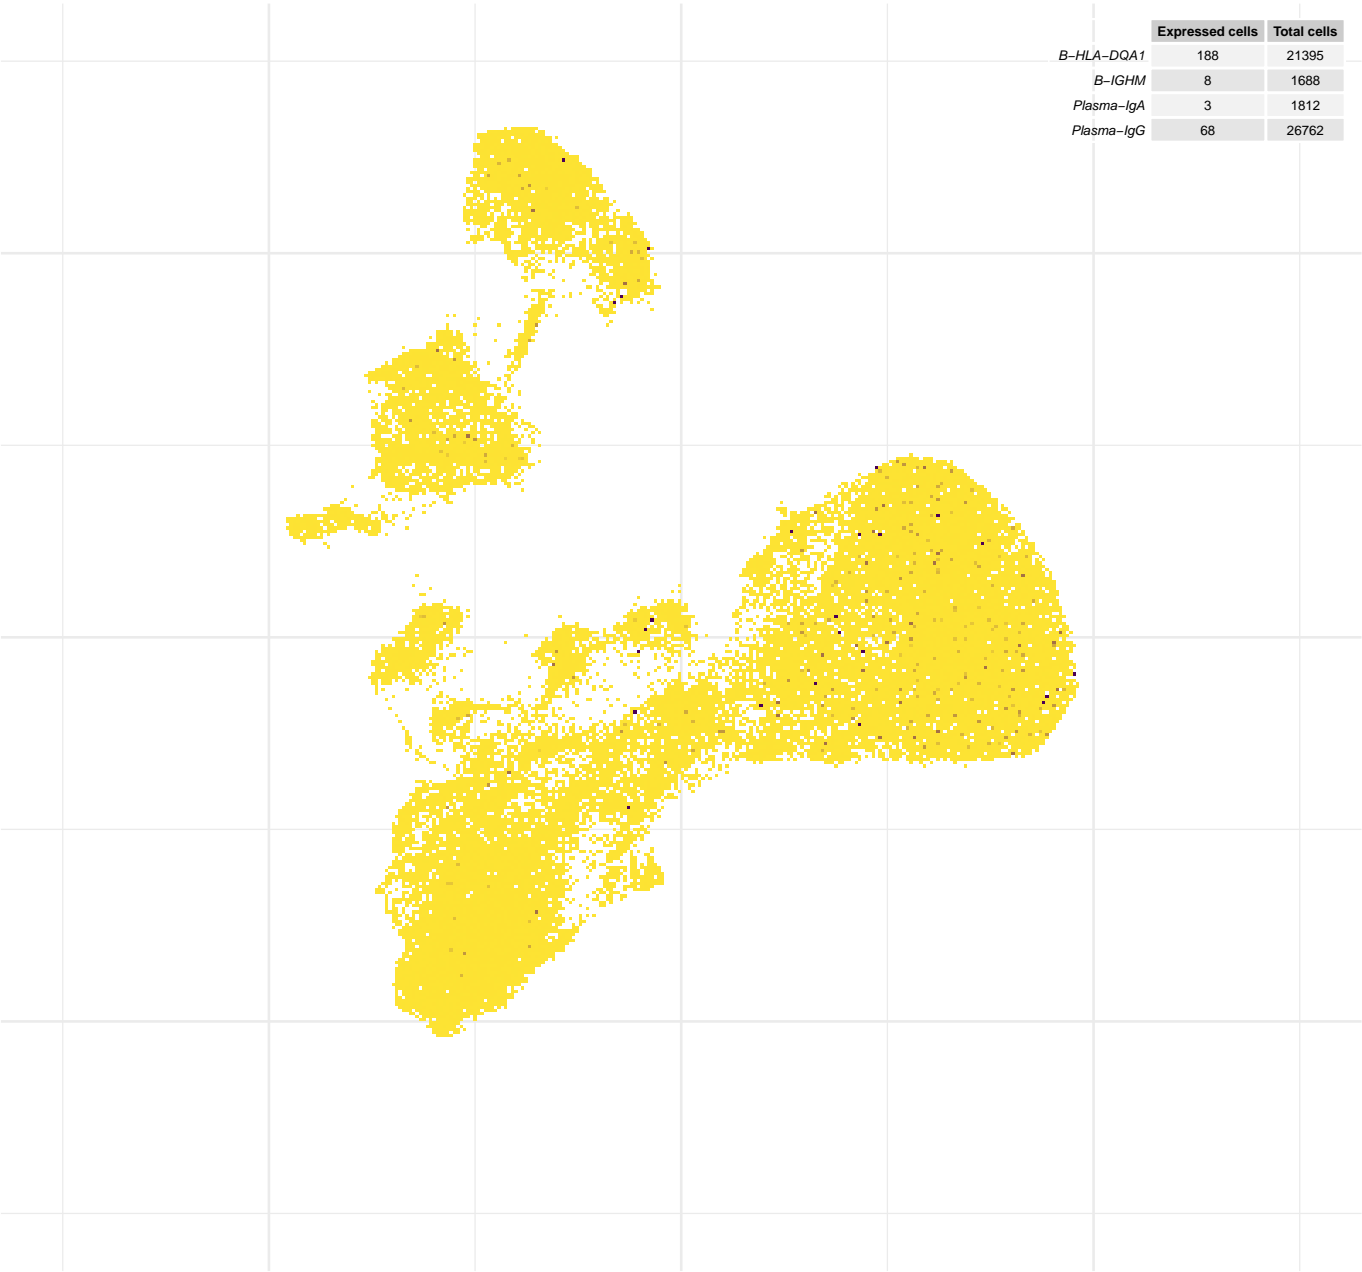 Expressed cells Total cells
B−HLA−DQA1 188 21395
B−IGHM 8 1688
Plasma−IgA 3 1812
Plasma−IgG 68 26762